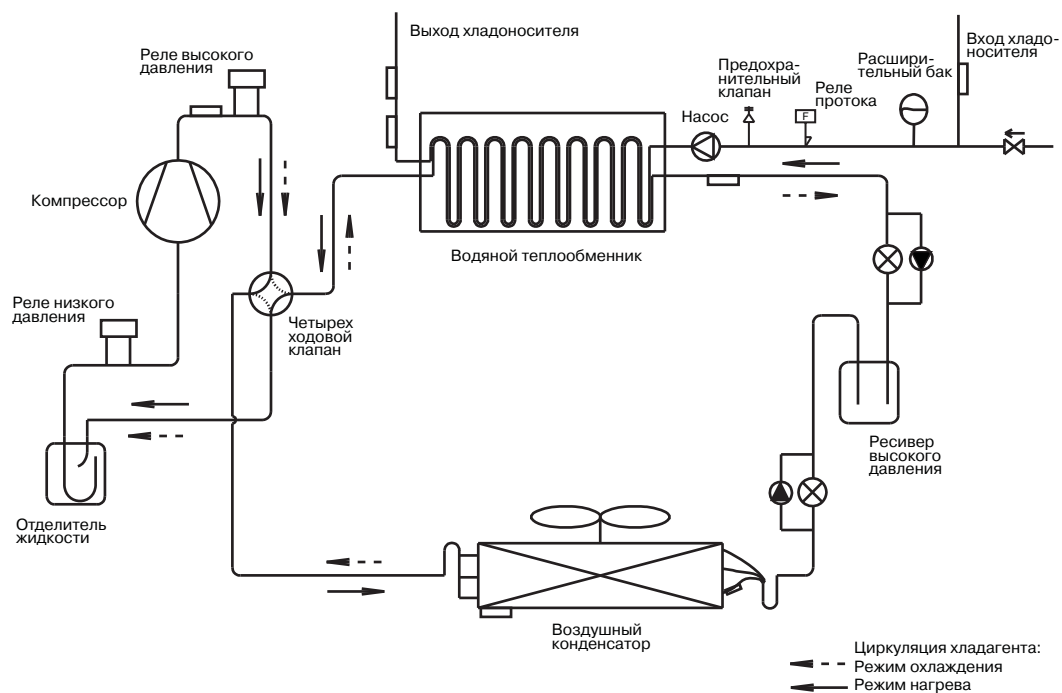 Выход хладоносителя
Вход хладо-
носителя
Реле высокого
давления
Предохра-
нительный
клапан
Расшири-
тельный бак
Реле
протока
Насос
F
Компрессор
Водяной теплообменник
Реле низкого
давления
Четырех
ходовой
клапан
Ресивер
высокого
давления
Отделитель
жидкости
Воздушный
конденсатор
Циркуляция хладагента:
Режим охлаждения
Режим нагрева